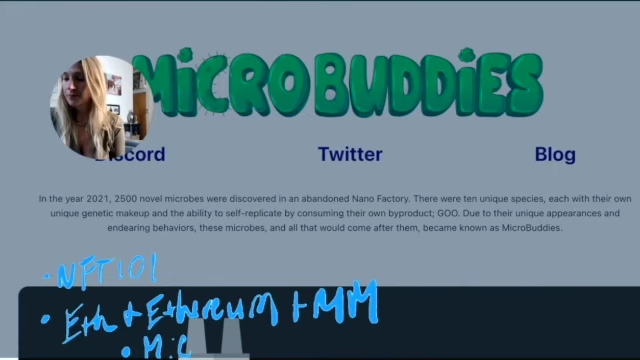 MICROBUDDIES
Discord Twitter Blog
In the year 2021, 2500 novel microbes were discovered in an abandoned Nano Factory. There were ten unique species, each with their own
unique genetic makeup and the ability to self-replicate by consuming their own byproduct; GOO. Due to their unique appearances and
endearing behaviors, these microbes, and all that would come after them, became known as MicroBuddies.
• NFT 101
• Eth + Ethereum + MM
• Mic